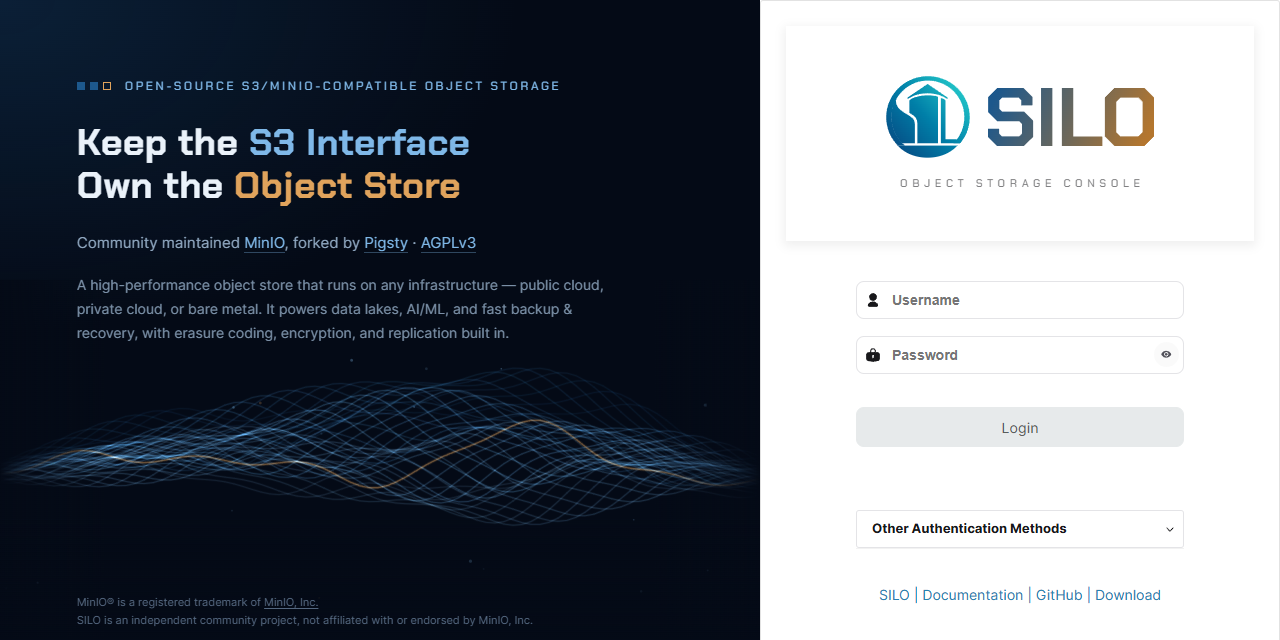 OPEN-SOURCE S3/MINIO-COMPATIBLE OBJECT STORAGE
Keep the S3 Interface
Own the Object Store
Community maintained MinIO, forked by Pigsty · AGPLv3
A high-performance object store that runs on any infrastructure — public cloud,
private cloud, or bare metal. It powers data lakes, AI/ML, and fast backup &
recovery, with erasure coding, encryption, and replication built in.
MinIO® is a registered trademark of MinIO, Inc.
SILO is an independent community project, not affiliated with or endorsed by MinIO, Inc.
SILO
OBJECT STORAGE CONSOLE
Username
Password
Login
Other Authentication Methods
SILO | Documentation | GitHub | Download